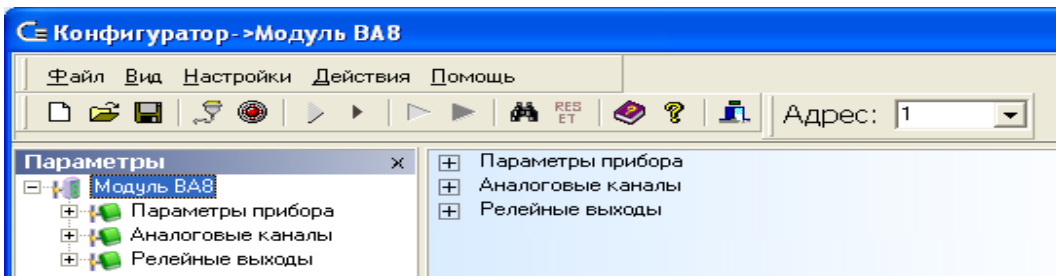 Конфигуратор->Модуль ВА8
Файл Вид Настройки Действия Помощь
RES
ET
Адрес: 1
Параметры
Модуль ВА8
Параметры прибора
Аналоговые каналы
Релейные выходы
Параметры прибора
Аналоговые каналы
Релейные выходы